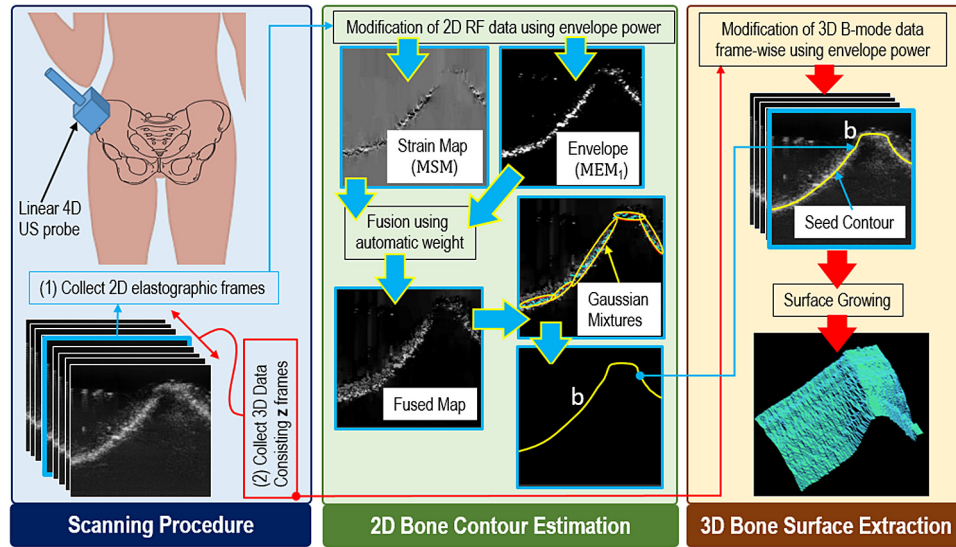 Linear 4D
US probe
(1) Collect 2D elastographic frames
(2) Collect 3D Data
Consisting z frames
Scanning Procedure
Modification of 2D RF data using envelope power
Strain Map
(MSM)
Envelope
(MEM₁)
Fusion using
automatic weight
Gaussian
Mixtures
Fused Map
b
2D Bone Contour Estimation
Modification of 3D B-mode data
frame-wise using envelope power
b
Seed Contour
Surface Growing
3D Bone Surface Extraction